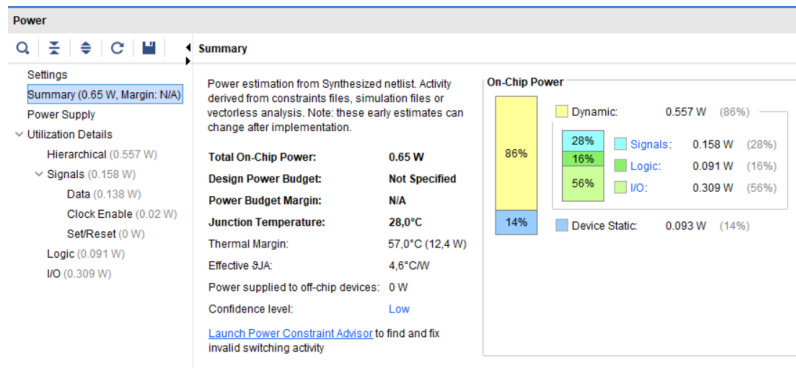 Power
Summary
Settings
Summary (0.65 W, Margin: N/A)
Power Supply
Utilization Details
Hierarchical (0.557 W)
Signals (0.158 W)
Data (0.138 W)
Clock Enable (0.02 W)
Set/Reset (0 W)
Logic (0.091 W)
I/O (0.309 W)
Power estimation from Synthesized netlist. Activity
derived from constraints files, simulation files or
vectorless analysis. Note: these early estimates can
change after implementation.
Total On-Chip Power: 0.65 W
Design Power Budget: Not Specified
Power Budget Margin: N/A
Junction Temperature: 28,0°C
Thermal Margin: 57,0°C (12,4 W)
Effective ϑJA: 4,6°C/W
Power supplied to off-chip devices: 0 W
Confidence level: Low
Launch Power Constraint Advisor to find and fix
invalid switching activity
On-Chip Power
86%
14%
Dynamic: 0.557 W (86%)
28% Signals: 0.158 W (28%)
16% Logic: 0.091 W (16%)
56% I/O: 0.309 W (56%)
Device Static: 0.093 W (14%)